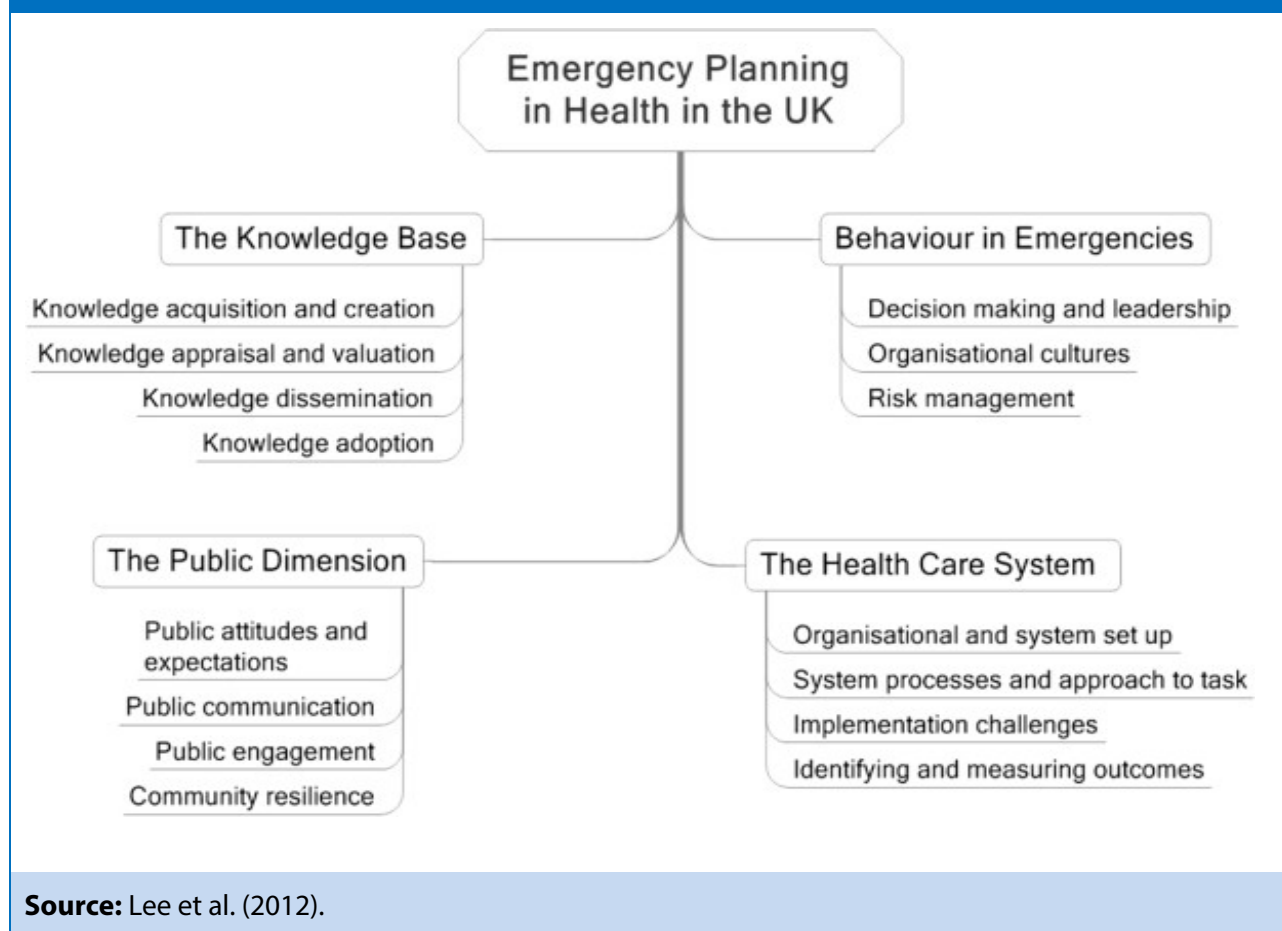 Emergency Planning
in Health in the UK
The Knowledge Base
Knowledge acquisition and creation
Knowledge appraisal and valuation
Knowledge dissemination
Knowledge adoption
Behaviour in Emergencies
Decision making and leadership
Organisational cultures
Risk management
The Public Dimension
Public attitudes and
expectations
Public communication
Public engagement
Community resilience
The Health Care System
Organisational and system set up
System processes and approach to task
Implementation challenges
Identifying and measuring outcomes
Source: Lee et al. (2012).